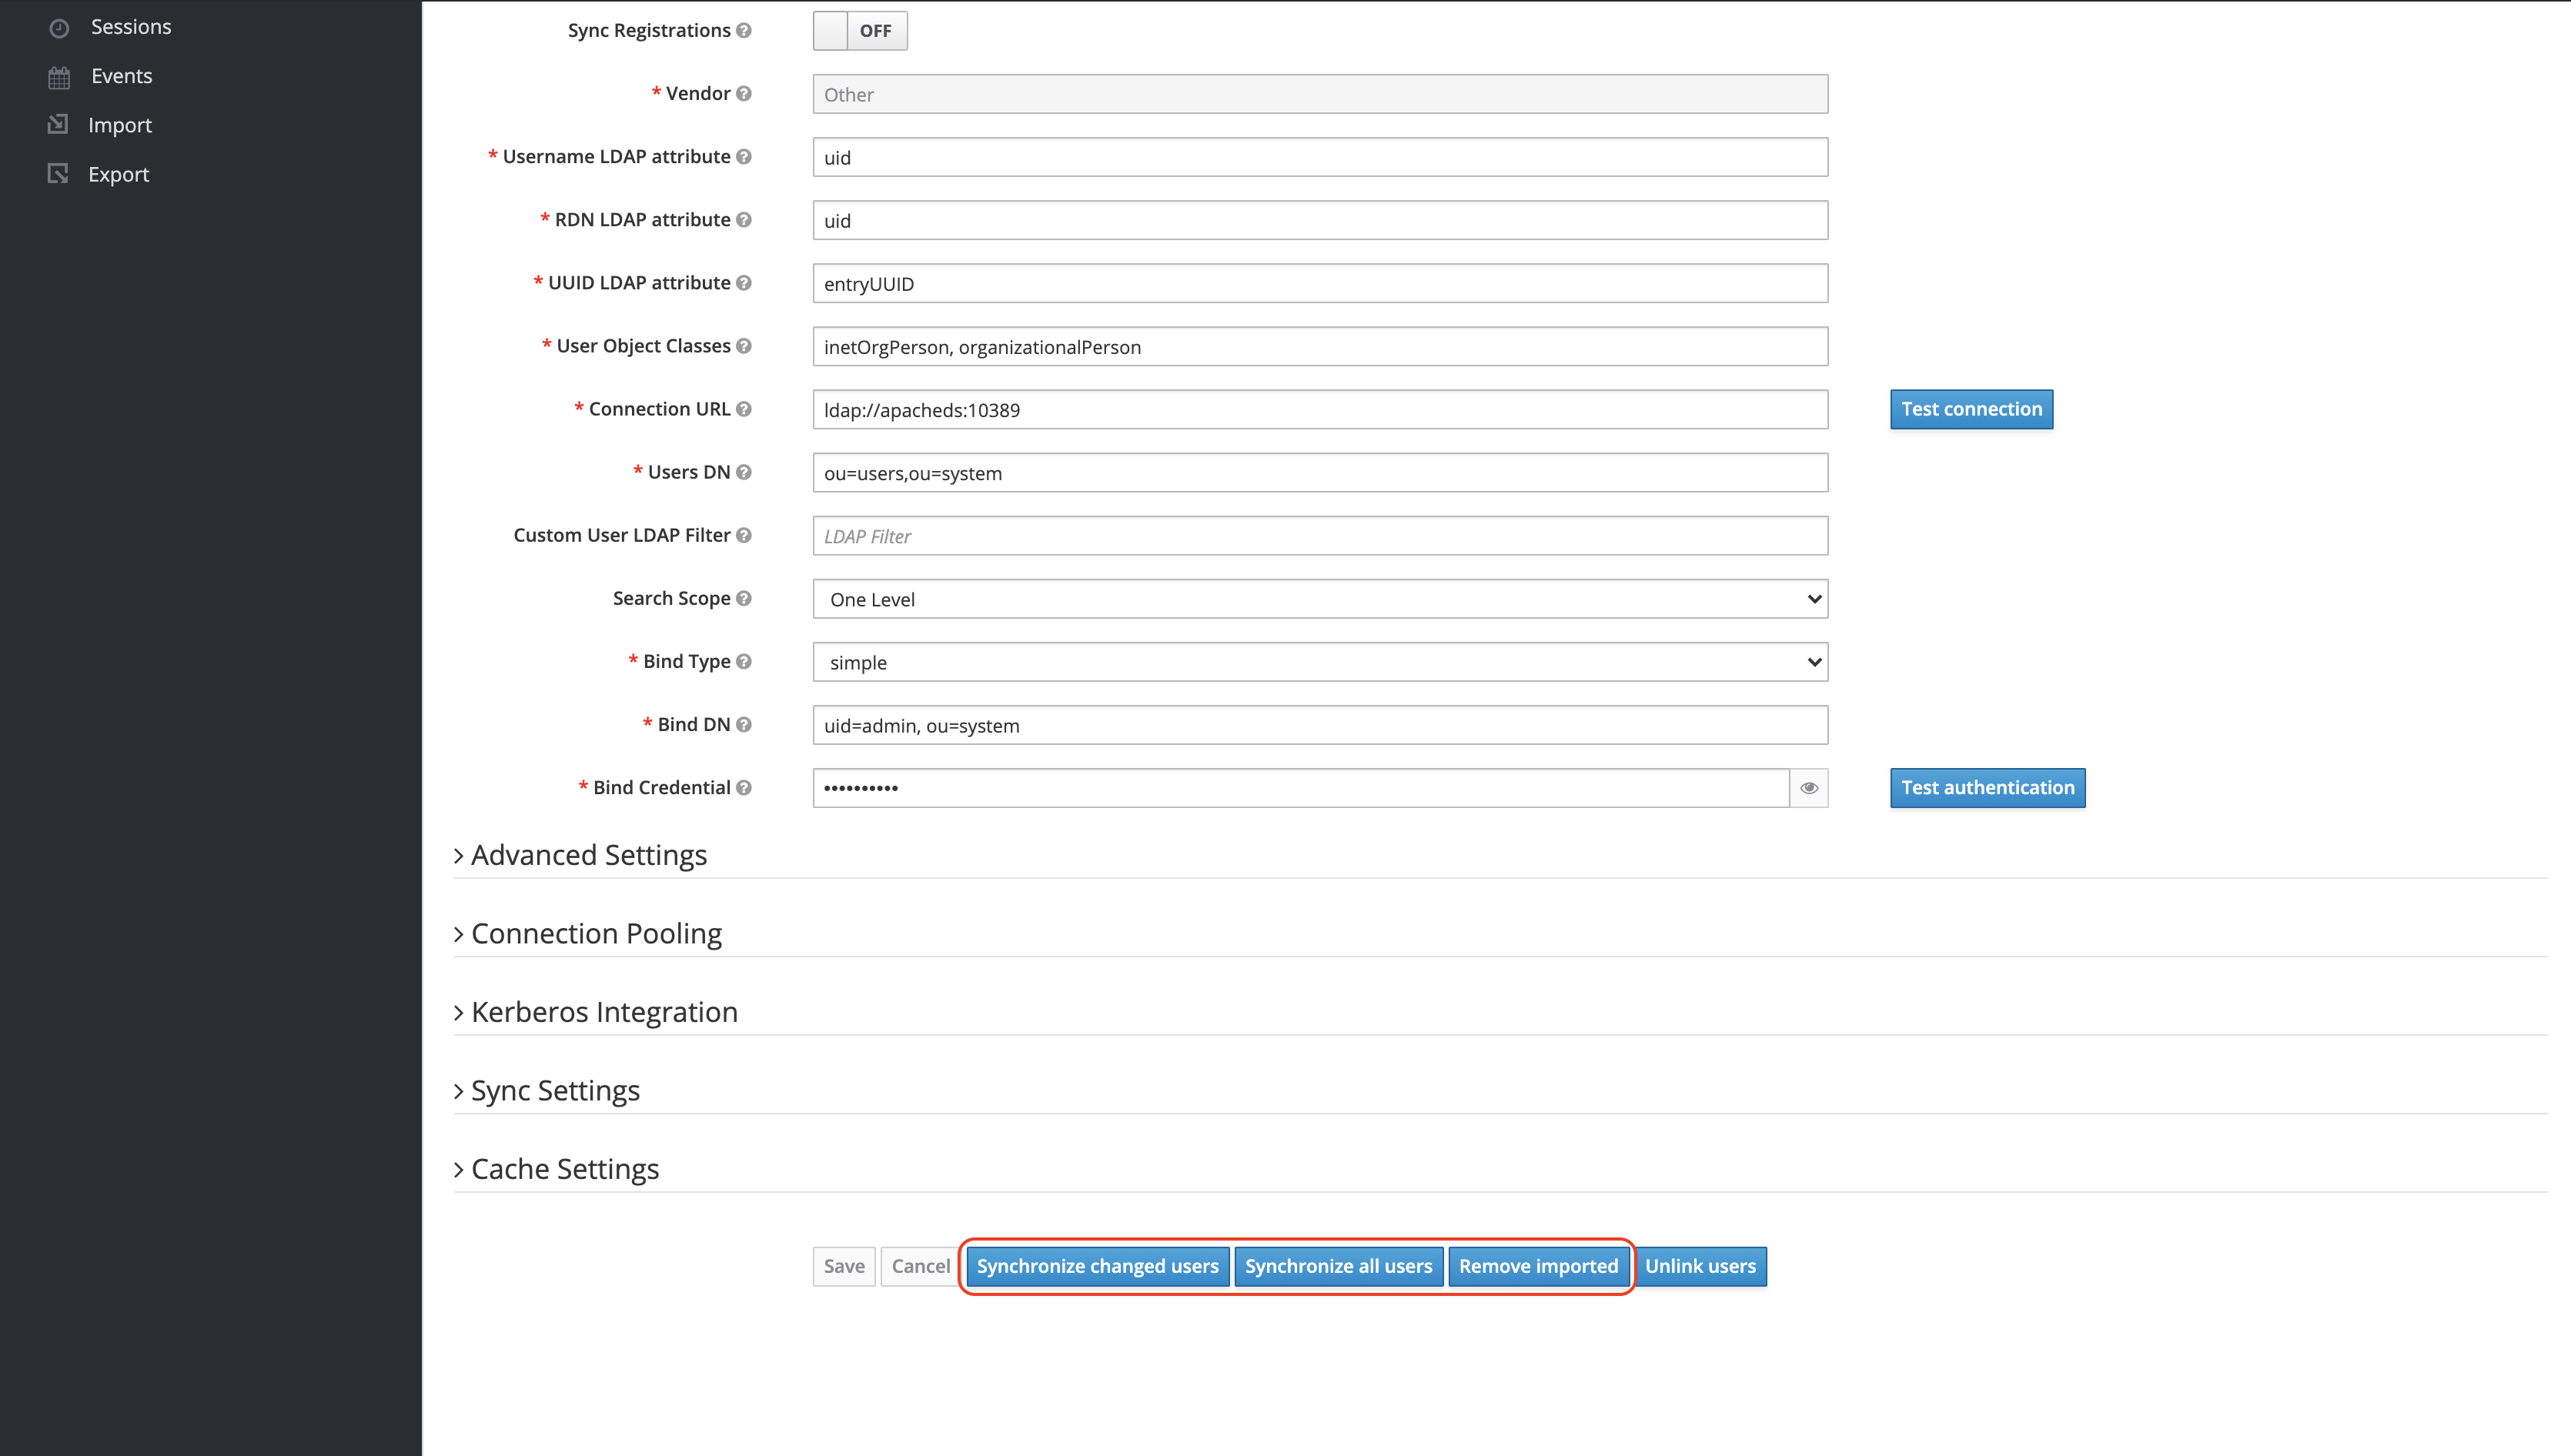 Sessions
Events
Import
Export
Sync Registrations
OFF
* Vendor
Other
* Username LDAP attribute
uid
* RDN LDAP attribute
uid
* UUID LDAP attribute
entryUUID
* User Object Classes
inetOrgPerson, organizationalPerson
* Connection URL
ldap://apacheds:10389
Test connection
* Users DN
ou=users,ou=system
Custom User LDAP Filter
LDAP Filter
Search Scope
One Level
* Bind Type
simple
* Bind DN
uid=admin, ou=system
* Bind Credential
••••••••••
Test authentication
Advanced Settings
Connection Pooling
Kerberos Integration
Sync Settings
Cache Settings
Save Cancel Synchronize changed users Synchronize all users Remove imported Unlink users